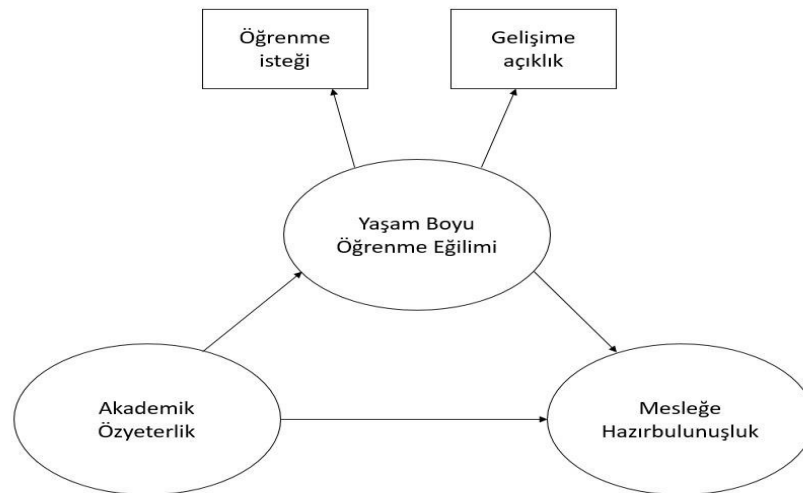 Öğrenme
isteği
Gelişime
açıklık
Yaşam Boyu
Öğrenme Eğilimi
Akademik
Özyeterlik
Mesleğe
Hazırbulunuşluk